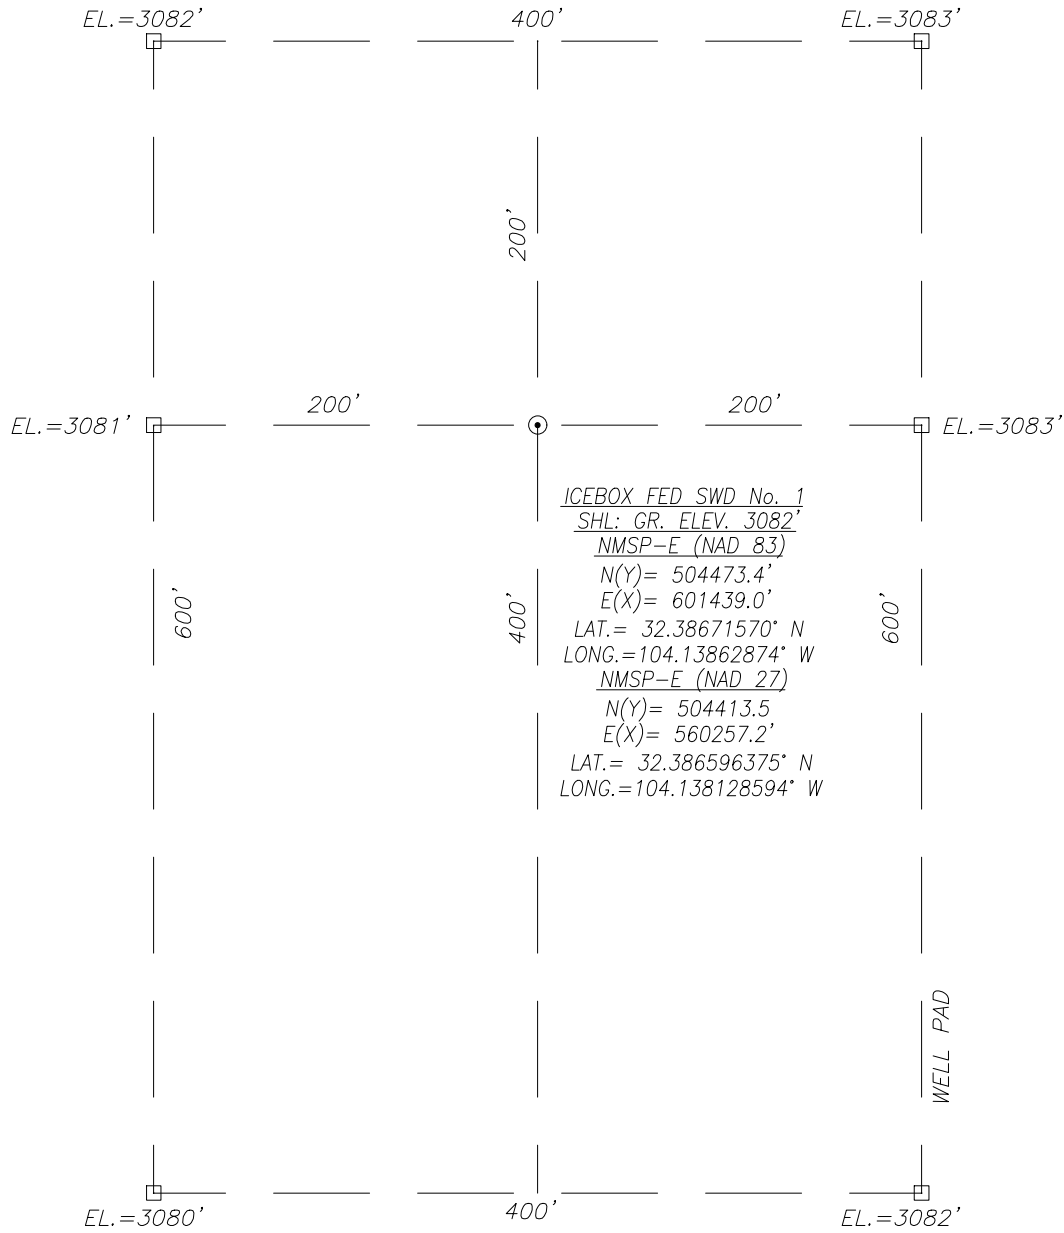 EL.=3082'
400'
EL.=3083'
200'
EL.=3081'
200'
200'
EL.=3083'
ICEBOX FED SWD No. 1
SHL: GR. ELEV. 3082'
NMSP-E (NAD 83)
N(Y)= 504473.4'
E(X)= 601439.0'
LAT.= 32.38671570° N
LONG.=104.13862874° W
NMSP-E (NAD 27)
N(Y)= 504413.5
E(X)= 560257.2'
LAT.= 32.386596375° N
LONG.=104.138128594° W
600'
400'
600'
WELL PAD
EL.=3080'
400'
EL.=3082'